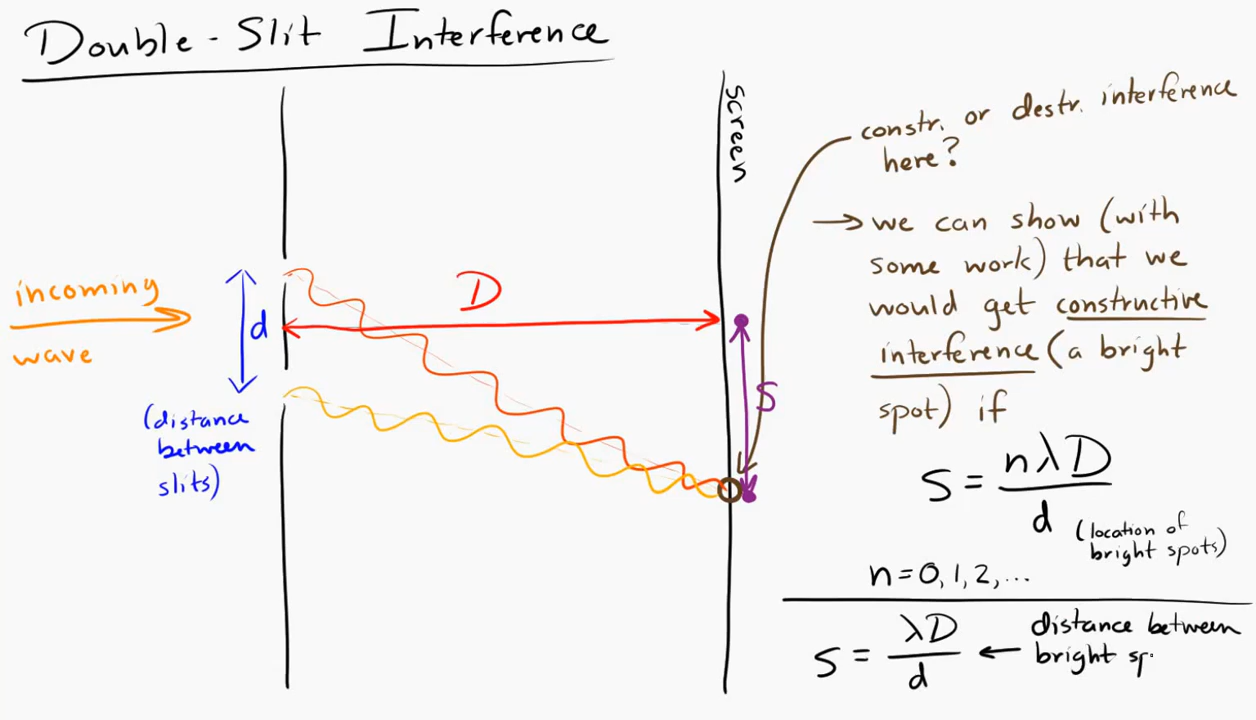 Double-Slit Interference
screen
constr. or destr. interference
here?
→ we can show (with
some work) that we
would get constructive
interference (a bright
spot) if
S = nλD
d
(location of
bright spots)
n = 0, 1, 2, ...
S = λD
d
← distance between
bright sp
incoming
wave
d
(distance
between
slits)
D
S